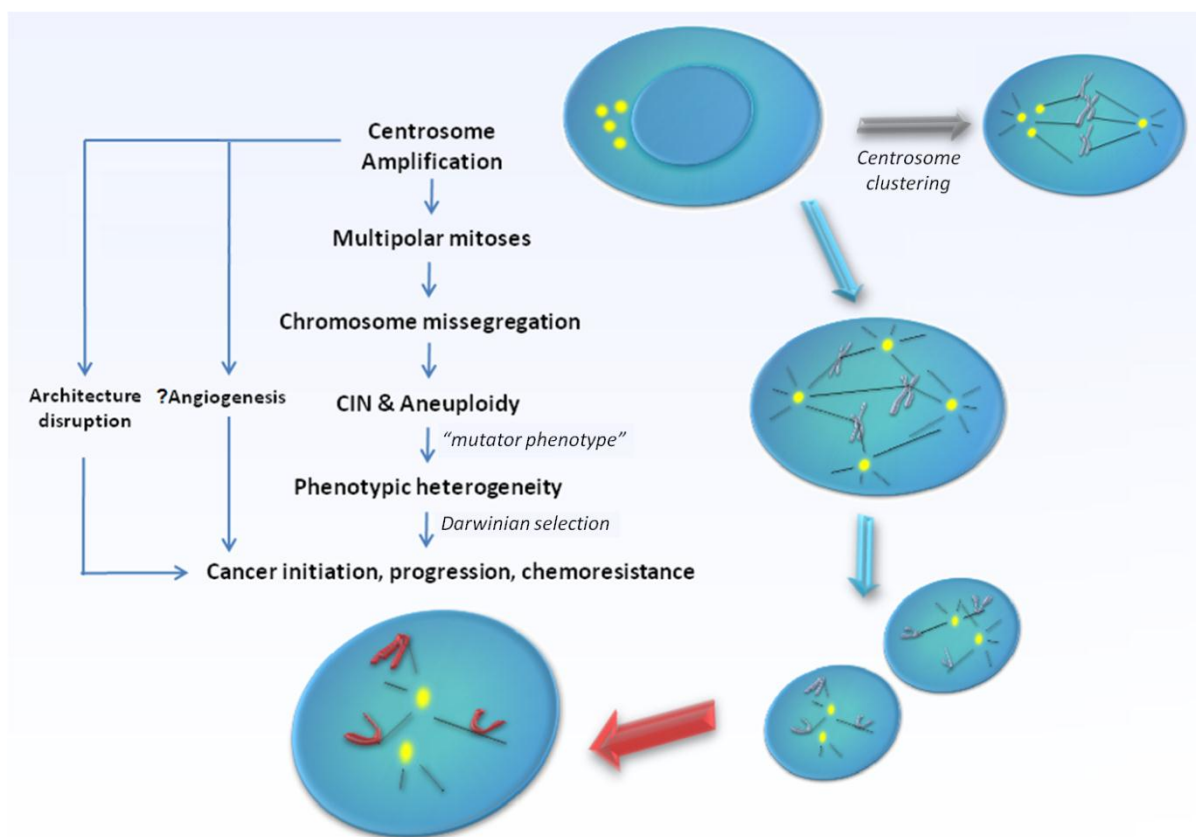 Centrosome
Amplification
Centrosome
clustering
Multipolar mitoses
Chromosome missegregation
Architecture
disruption
?Angiogenesis
CIN & Aneuploidy
“mutator phenotype”
Phenotypic heterogeneity
Darwinian selection
Cancer initiation, progression, chemoresistance